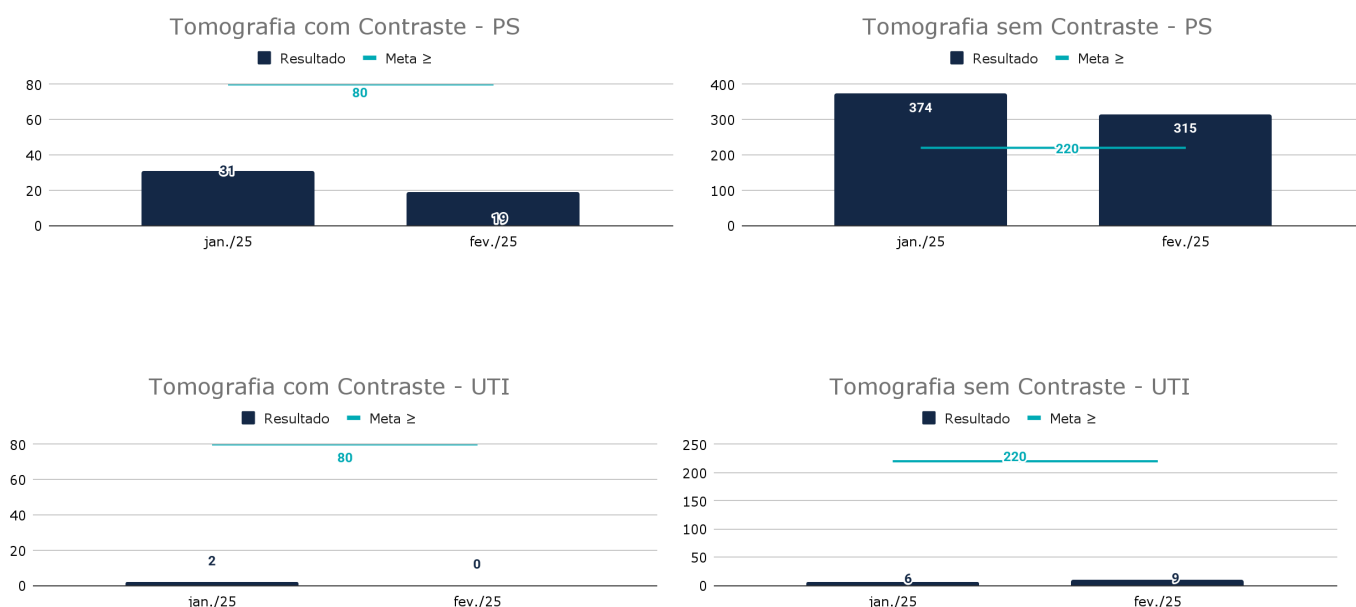 Tomografia com Contraste - PS
Resultado Meta ≥
80
60
40
20
0
80
31
19
jan./25 fev./25
Tomografia sem Contraste - PS
Resultado Meta ≥
400
300
200
100
0
374
315
220
jan./25 fev./25
Tomografia com Contraste - UTI
Resultado Meta ≥
80
60
40
20
0
80
2
0
jan./25 fev./25
Tomografia sem Contraste - UTI
Resultado Meta ≥
250
200
150
100
50
0
220
6
9
jan./25 fev./25